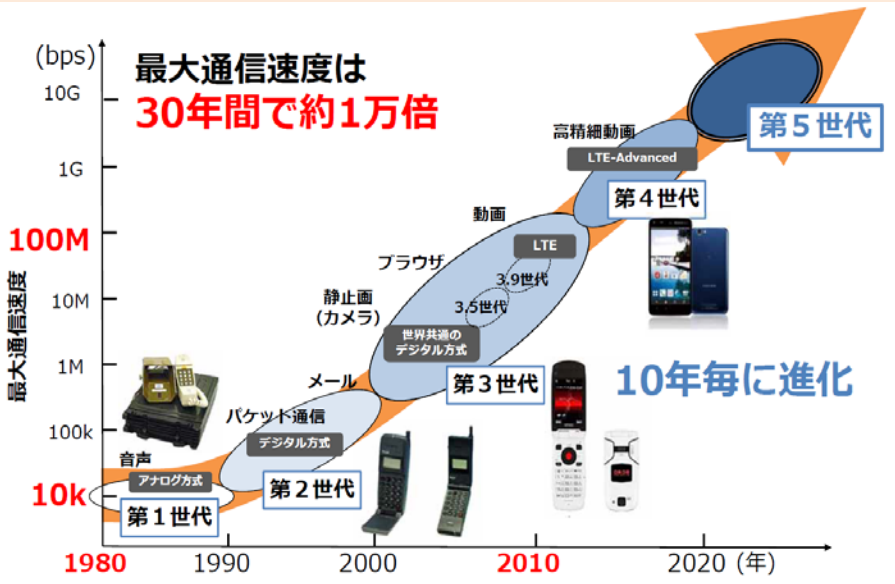 (bps)
最大通信速度は
30年間で約1万倍
10G
1G
100M
10M
1M
100k
10k
最大通信速度
音声
アナログ方式
第１世代
パケット通信
メール
デジタル方式
第２世代
静止画
（カメラ）
ブラウザ
動画
LTE
3.9世代
3.5世代
世界共通の
デジタル方式
第３世代
高精細動画
LTE-Advanced
第４世代
第５世代
10年毎に進化
1980
1990
2000
2010
2020
(年)